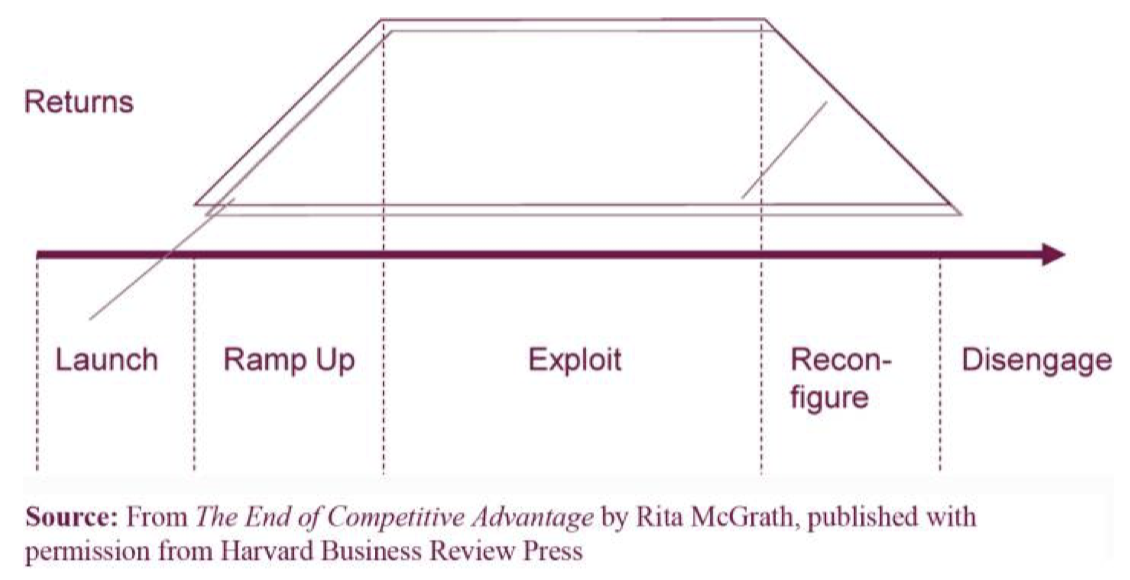 Returns
Launch
Ramp Up
Exploit
Recon-
figure
Disengage
Source: From The End of Competitive Advantage by Rita McGrath, published with
permission from Harvard Business Review Press